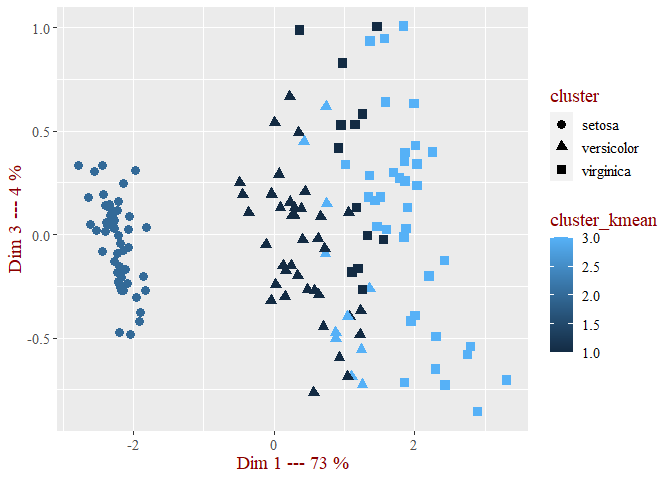 1.0
0.5
0.0
-0.5
Dim 3 --- 4 %
-2
0
2
Dim 1 --- 73 %
cluster
setosa
versicolor
virginica
cluster_kmean
3.0
2.5
2.0
1.5
1.0